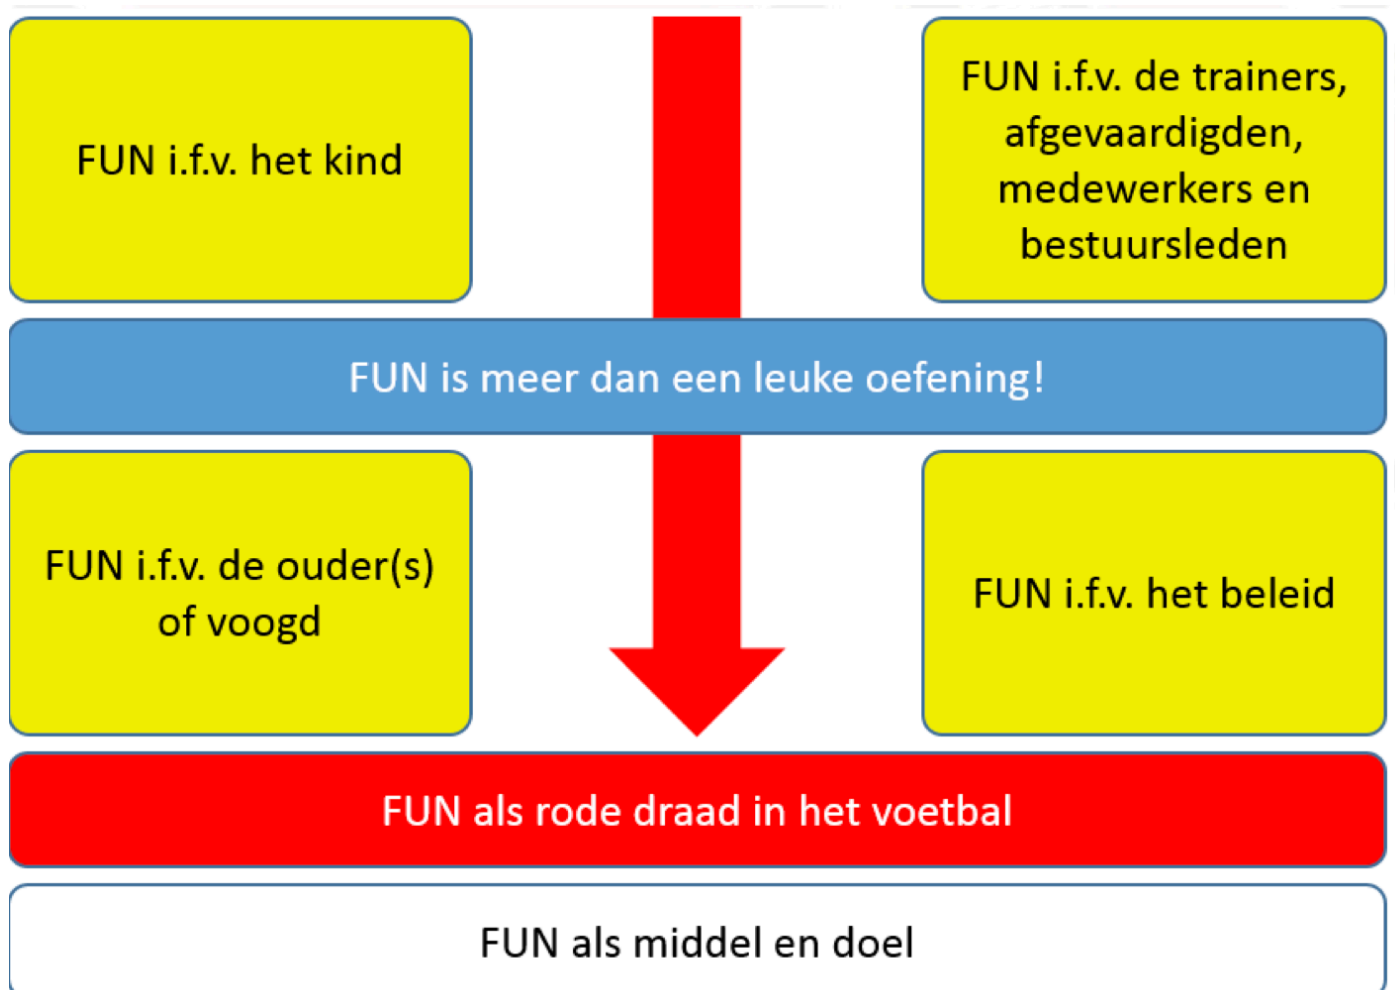 FUN i.f.v. het kind
FUN i.f.v. de trainers,
afgevaardigden,
medewerkers en
bestuursleden
FUN is meer dan een leuke oefening!
FUN i.f.v. de ouder(s)
of voogd
FUN i.f.v. het beleid
FUN als rode draad in het voetbal
FUN als middel en doel